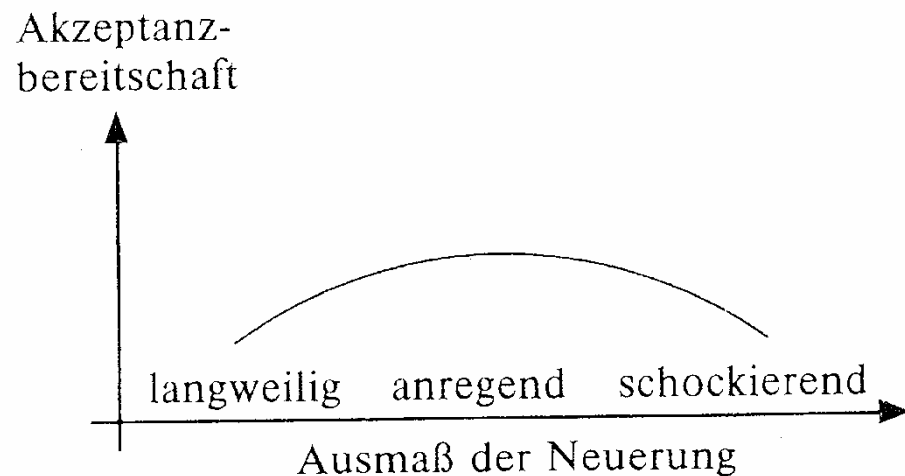 Akzeptanz-
bereitschaft
langweilig anregend schockierend
Ausmaß der Neuerung